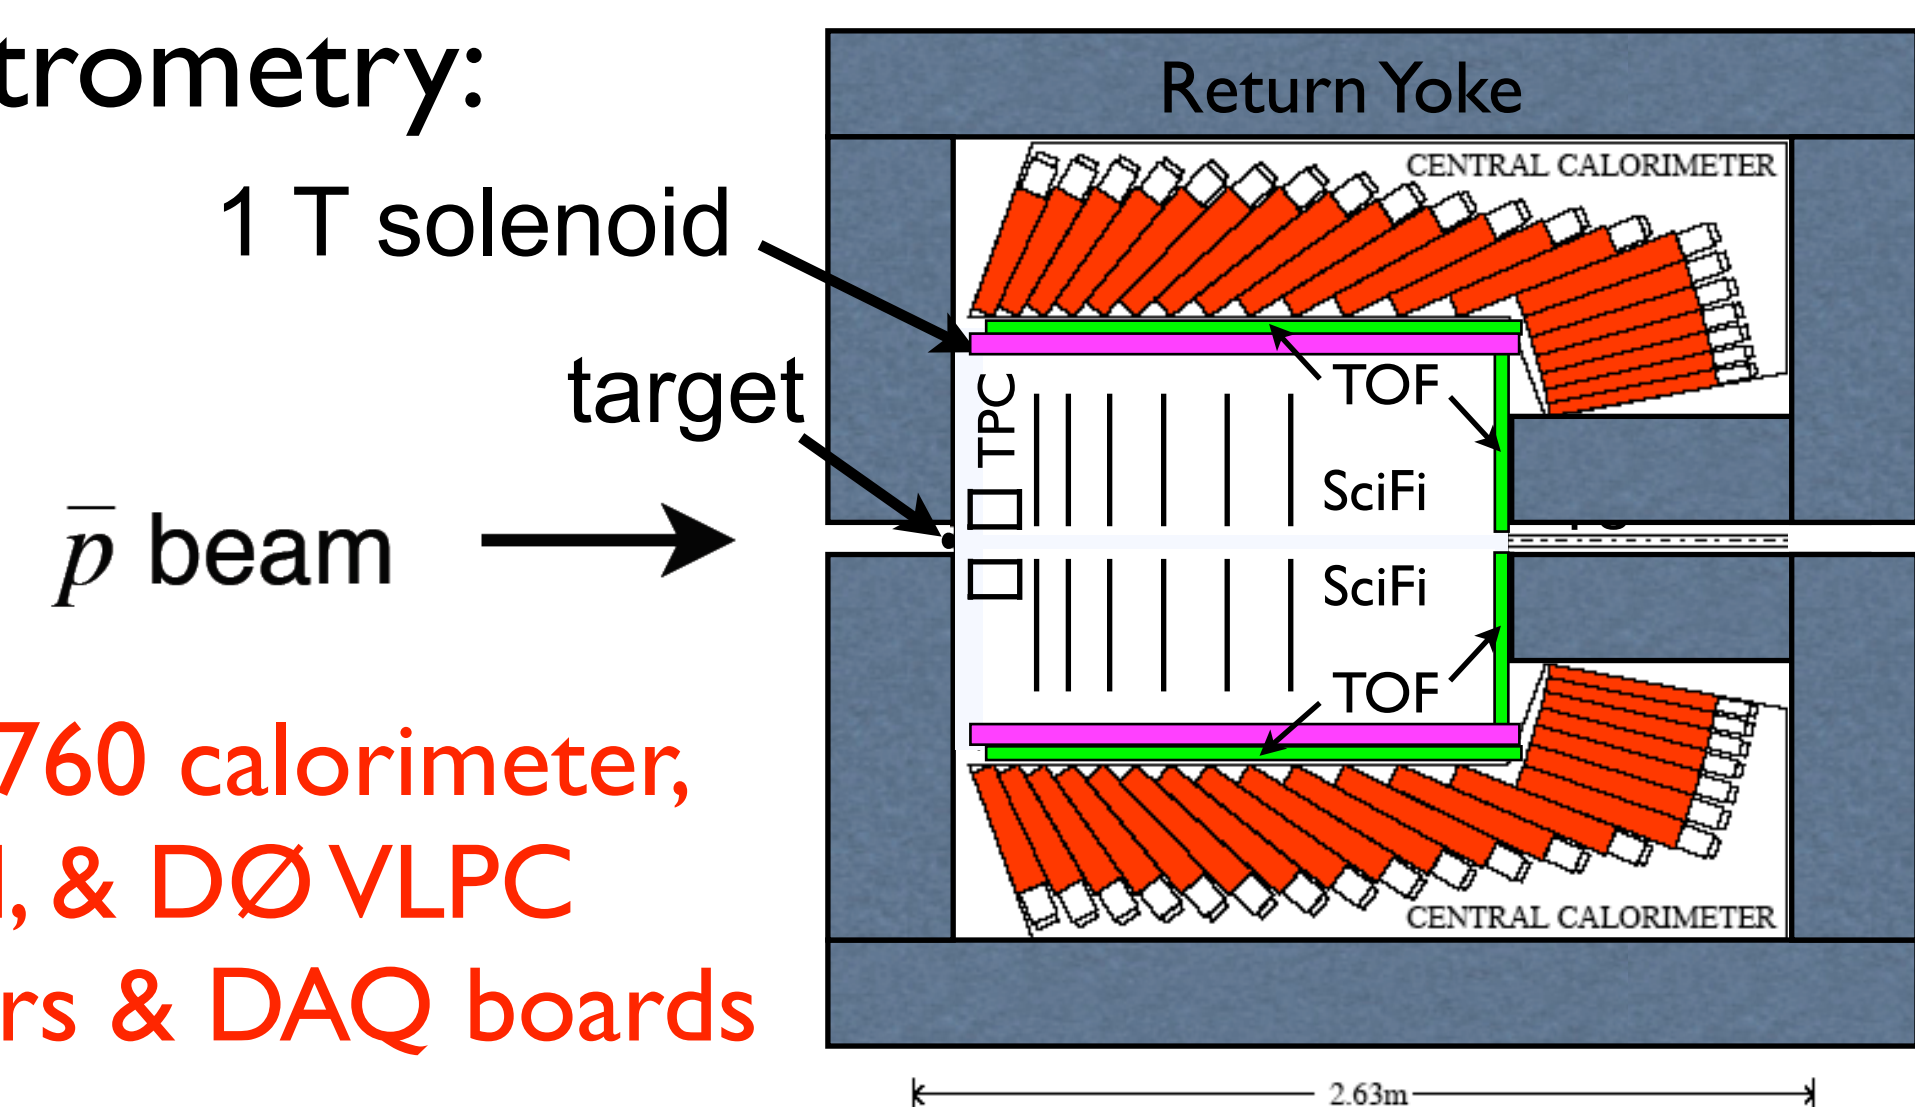 trometry:
Return Yoke
CENTRAL CALORIMETER
1 T solenoid
target
TPC
TOF
SciFi
p̅ beam
SciFi
TOF
760 calorimeter,
, & DØ VLPC
rs & DAQ boards
CENTRAL CALORIMETER
2.63m